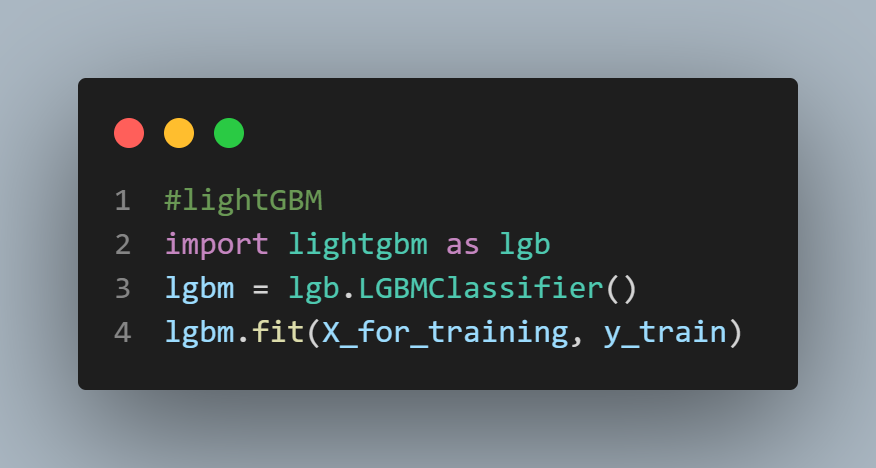 1 #lightGBM
2 import lightgbm as lgb
3 lgbm = lgb.LGBMClassifier()
4 lgbm.fit(X_for_training, y_train)